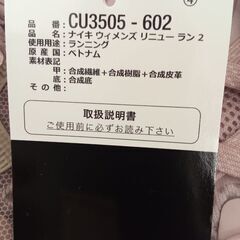 ④
CU3505 - 602
品名：ナイキ ウィメンズ リニュー ラン 2
使用用途：ランニング
原産国：ベトナム
素材表記
甲：合成繊維＋合成樹脂＋合成皮革
底：合成底
その他：
取扱説明書
ご使用前に必ずお読み下さい